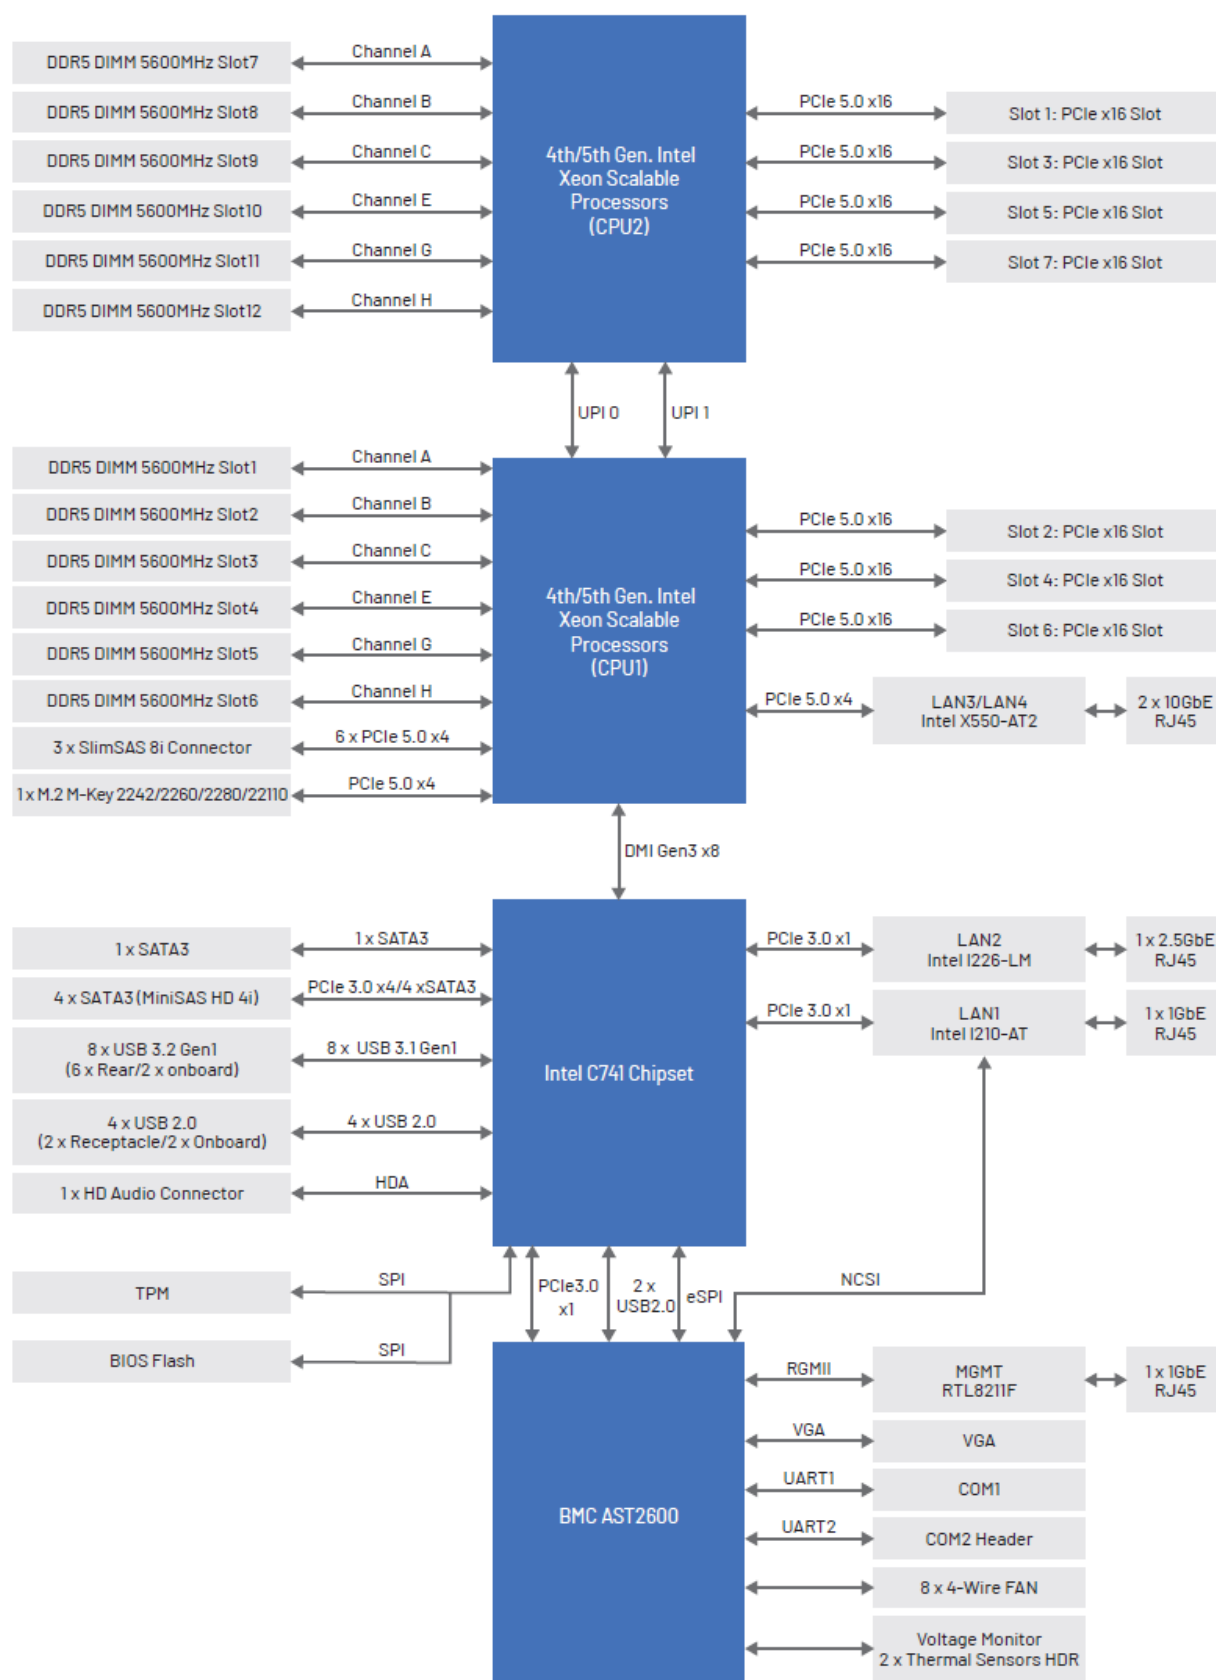 DDR5 DIMM 5600MHz Slot7
Channel A
DDR5 DIMM 5600MHz Slot8
Channel B
DDR5 DIMM 5600MHz Slot9
Channel C
DDR5 DIMM 5600MHz Slot10
Channel E
DDR5 DIMM 5600MHz Slot11
Channel G
DDR5 DIMM 5600MHz Slot12
Channel H
4th/5th Gen. Intel
Xeon Scalable
Processors
(CPU2)
PCIe 5.0 x16
Slot 1: PCIe x16 Slot
PCIe 5.0 x16
Slot 3: PCIe x16 Slot
PCIe 5.0 x16
Slot 5: PCIe x16 Slot
PCIe 5.0 x16
Slot 7: PCIe x16 Slot
UPI 0
UPI 1
DDR5 DIMM 5600MHz Slot1
Channel A
DDR5 DIMM 5600MHz Slot2
Channel B
DDR5 DIMM 5600MHz Slot3
Channel C
DDR5 DIMM 5600MHz Slot4
Channel E
DDR5 DIMM 5600MHz Slot5
Channel G
DDR5 DIMM 5600MHz Slot6
Channel H
3 x SlimSAS 8i Connector
6 x PCIe 5.0 x4
1 x M.2 M-Key 2242/2260/2280/22110
PCIe 5.0 x4
4th/5th Gen. Intel
Xeon Scalable
Processors
(CPU1)
PCIe 5.0 x16
Slot 2: PCIe x16 Slot
PCIe 5.0 x16
Slot 4: PCIe x16 Slot
PCIe 5.0 x16
Slot 6: PCIe x16 Slot
PCIe 5.0 x4
LAN3/LAN4
Intel X550-AT2
2 x 10GbE
RJ45
DMI Gen3 x8
1 x SATA3
1 x SATA3
4 x SATA3 (MiniSAS HD 4i)
PCIe 3.0 x4/4 xSATA3
8 x USB 3.2 Gen1
(6 x Rear/2 x onboard)
8 x USB 3.1 Gen1
4 x USB 2.0
(2 x Receptacle/2 x Onboard)
4 x USB 2.0
1 x HD Audio Connector
HDA
Intel C741 Chipset
PCIe 3.0 x1
LAN2
Intel I226-LM
1 x 2.5GbE
RJ45
PCIe 3.0 x1
LAN1
Intel I210-AT
1 x 1GbE
RJ45
TPM
SPI
BIOS Flash
SPI
PCIe3.0
x1
2 x
USB2.0
eSPI
NCSI
BMC AST2600
RGMII
MGMT
RTL8211F
1 x 1GbE
RJ45
VGA
VGA
UART1
COM1
UART2
COM2 Header
8 x 4-Wire FAN
Voltage Monitor
2 x Thermal Sensors HDR